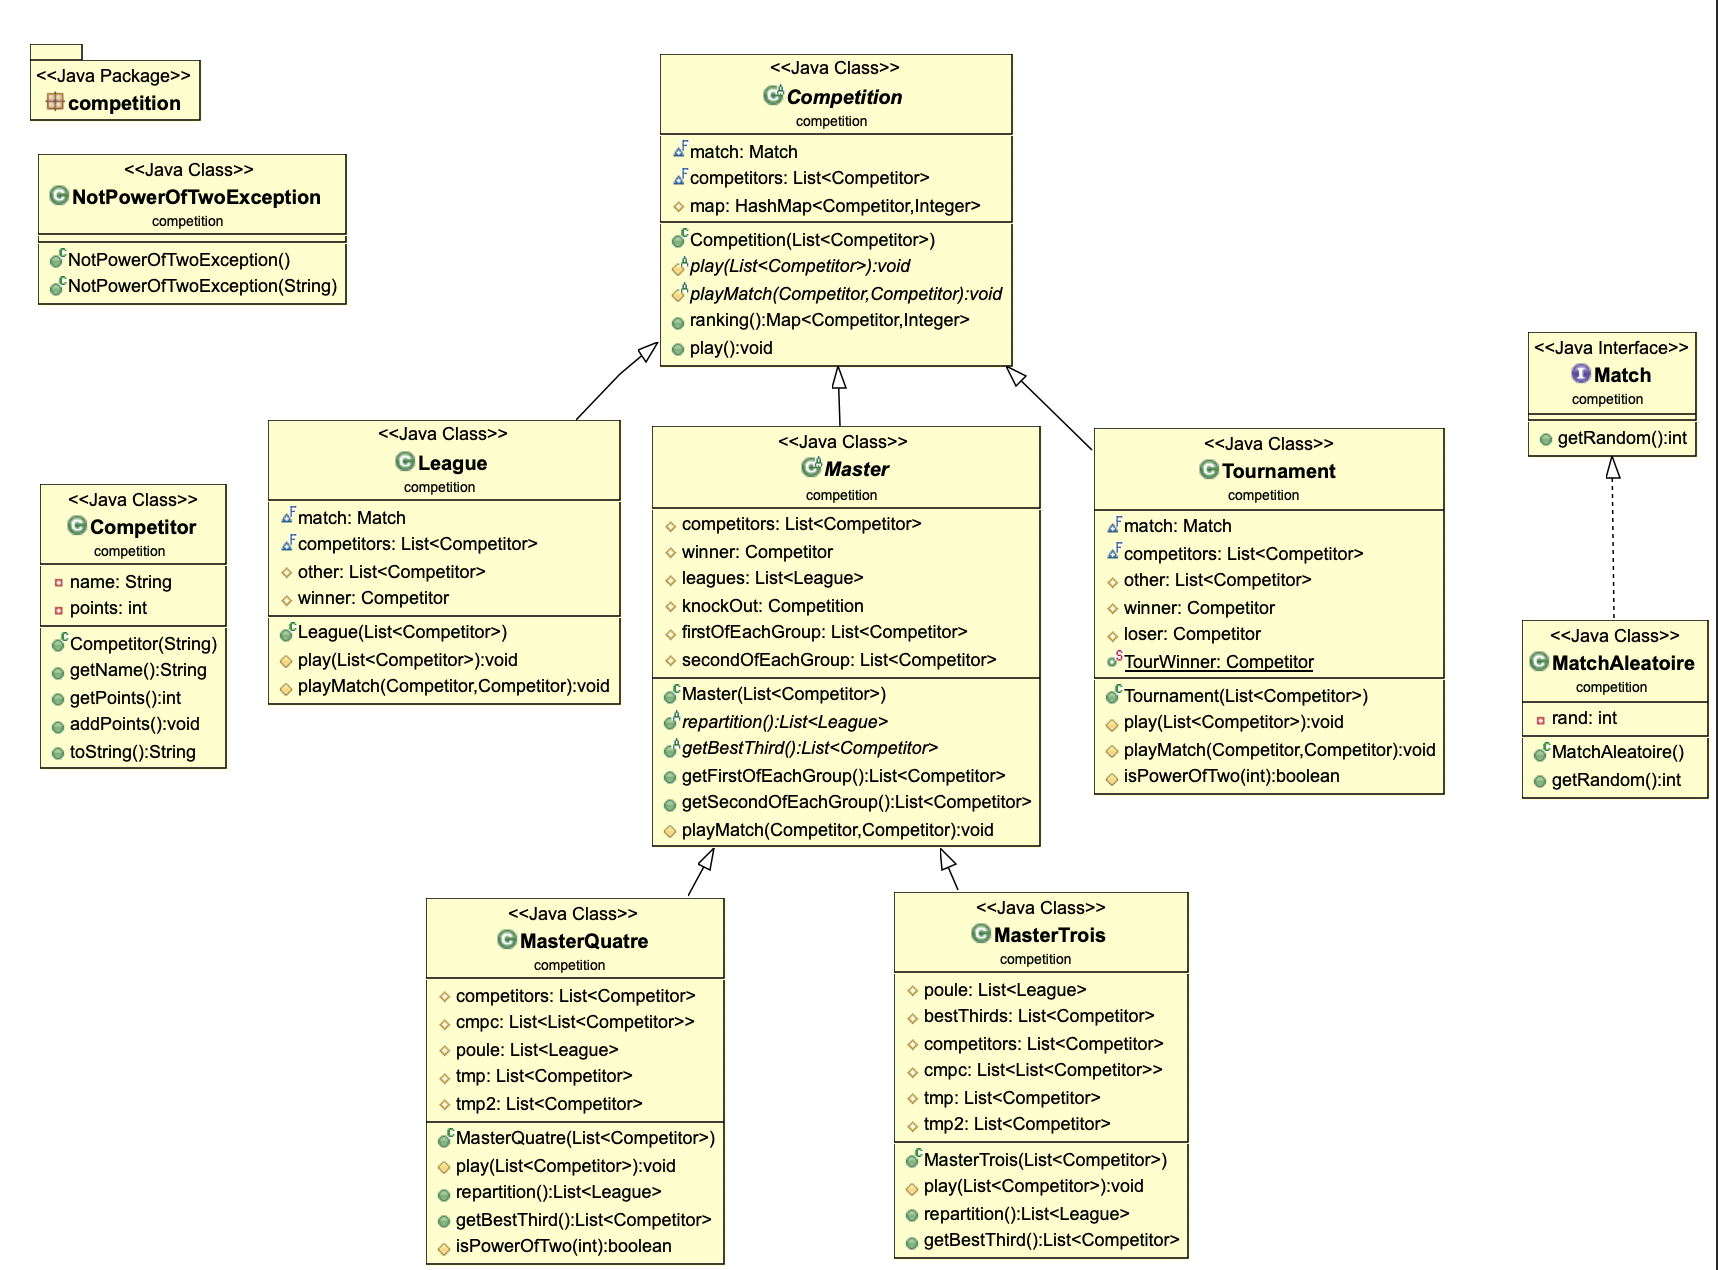 <<Java Package>>
competition
<<Java Class>>
NotPowerOfTwoException
competition
NotPowerOfTwoException()
NotPowerOfTwoException(String)
<<Java Class>>
Competition
competition
match: Match
competitors: List<Competitor>
map: HashMap<Competitor,Integer>
Competition(List<Competitor>)
play(List<Competitor>):void
playMatch(Competitor,Competitor):void
ranking():Map<Competitor,Integer>
play():void
<<Java Interface>>
Match
competition
getRandom():int
<<Java Class>>
Competitor
competition
name: String
points: int
Competitor(String)
getName():String
getPoints():int
addPoints():void
toString():String
<<Java Class>>
League
competition
match: Match
competitors: List<Competitor>
other: List<Competitor>
winner: Competitor
League(List<Competitor>)
play(List<Competitor>):void
playMatch(Competitor,Competitor):void
<<Java Class>>
Master
competition
competitors: List<Competitor>
winner: Competitor
leagues: List<League>
knockOut: Competition
firstOfEachGroup: List<Competitor>
secondOfEachGroup: List<Competitor>
Master(List<Competitor>)
repartition():List<League>
getBestThird():List<Competitor>
getFirstOfEachGroup():List<Competitor>
getSecondOfEachGroup():List<Competitor>
playMatch(Competitor,Competitor):void
<<Java Class>>
Tournament
competition
match: Match
competitors: List<Competitor>
other: List<Competitor>
winner: Competitor
loser: Competitor
TourWinner: Competitor
Tournament(List<Competitor>)
play(List<Competitor>):void
playMatch(Competitor,Competitor):void
isPowerOfTwo(int):boolean
<<Java Class>>
MatchAleatoire
competition
rand: int
MatchAleatoire()
getRandom():int
<<Java Class>>
MasterQuatre
competition
competitors: List<Competitor>
cmpc: List<List<Competitor>>
poule: List<League>
tmp: List<Competitor>
tmp2: List<Competitor>
MasterQuatre(List<Competitor>)
play(List<Competitor>):void
repartition():List<League>
getBestThird():List<Competitor>
isPowerOfTwo(int):boolean
<<Java Class>>
MasterTrois
competition
poule: List<League>
bestThirds: List<Competitor>
competitors: List<Competitor>
cmpc: List<List<Competitor>>
tmp: List<Competitor>
tmp2: List<Competitor>
MasterTrois(List<Competitor>)
play(List<Competitor>):void
repartition():List<League>
getBestThird():List<Competitor>